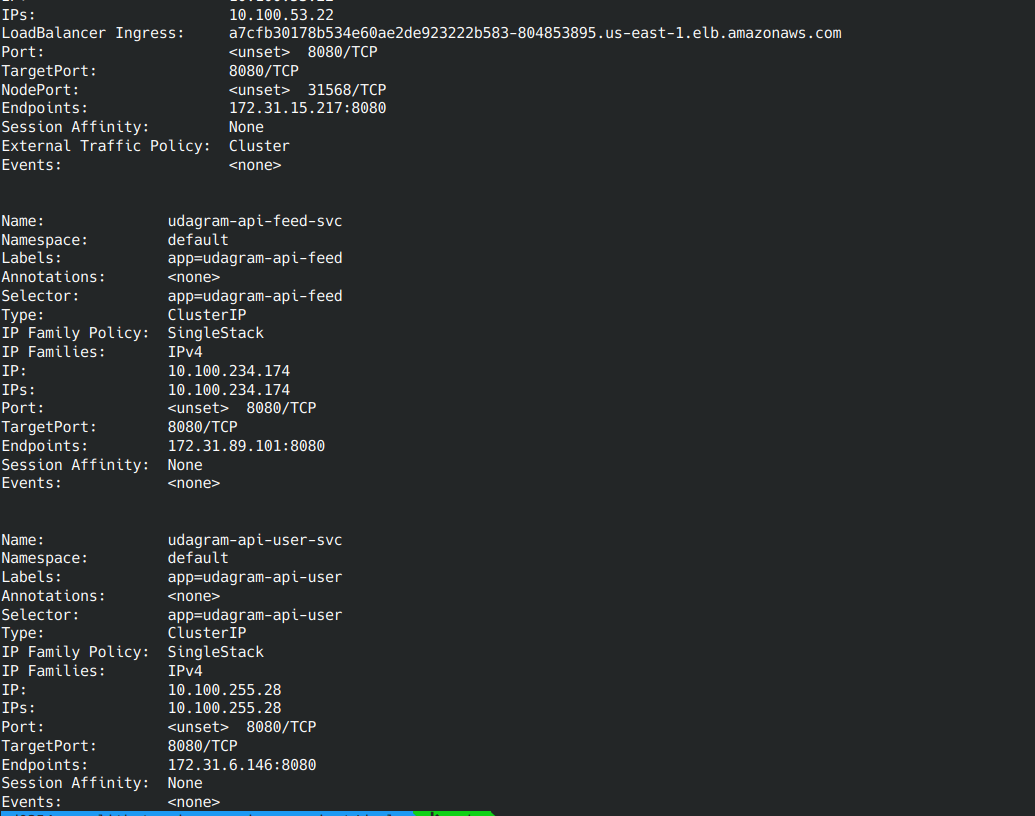 IPs:                      10.100.53.22
LoadBalancer Ingress:     a7cfb30178b534e60ae2de923222b583-804853895.us-east-1.elb.amazonaws.com
Port:                     <unset>  8080/TCP
TargetPort:               8080/TCP
NodePort:                 <unset>  31568/TCP
Endpoints:                172.31.15.217:8080
Session Affinity:         None
External Traffic Policy:  Cluster
Events:                   <none>

Name:              udagram-api-feed-svc
Namespace:         default
Labels:            app=udagram-api-feed
Annotations:       <none>
Selector:          app=udagram-api-feed
Type:              ClusterIP
IP Family Policy:  SingleStack
IP Families:       IPv4
IP:                10.100.234.174
IPs:               10.100.234.174
Port:              <unset>  8080/TCP
TargetPort:        8080/TCP
Endpoints:         172.31.89.101:8080
Session Affinity:  None
Events:            <none>

Name:              udagram-api-user-svc
Namespace:         default
Labels:            app=udagram-api-user
Annotations:       <none>
Selector:          app=udagram-api-user
Type:              ClusterIP
IP Family Policy:  SingleStack
IP Families:       IPv4
IP:                10.100.255.28
IPs:               10.100.255.28
Port:              <unset>  8080/TCP
TargetPort:        8080/TCP
Endpoints:         172.31.6.146:8080
Session Affinity:  None
Events:            <none>